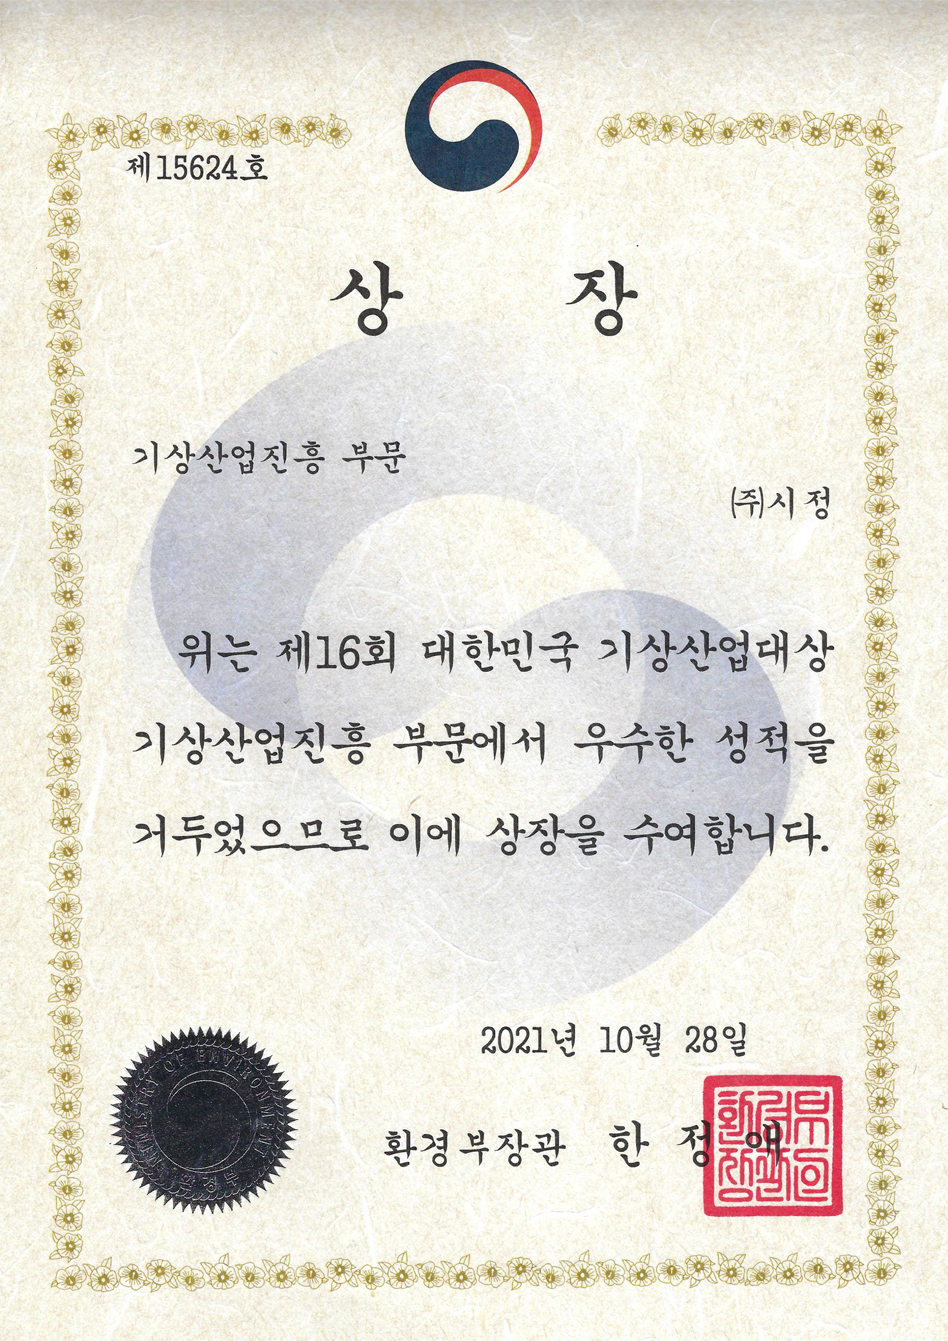 제15624호
상 장
기상산업진흥 부문
㈜시 정
위는 제16회 대한민국 기상산업대상
기상산업진흥 부문에서 우수한 성적을
거두었으므로 이에 상장을 수여합니다.
2021년 10월 28일
환경부장관 한 정 애
MINISTRY OF ENVIRONMENT
환경부